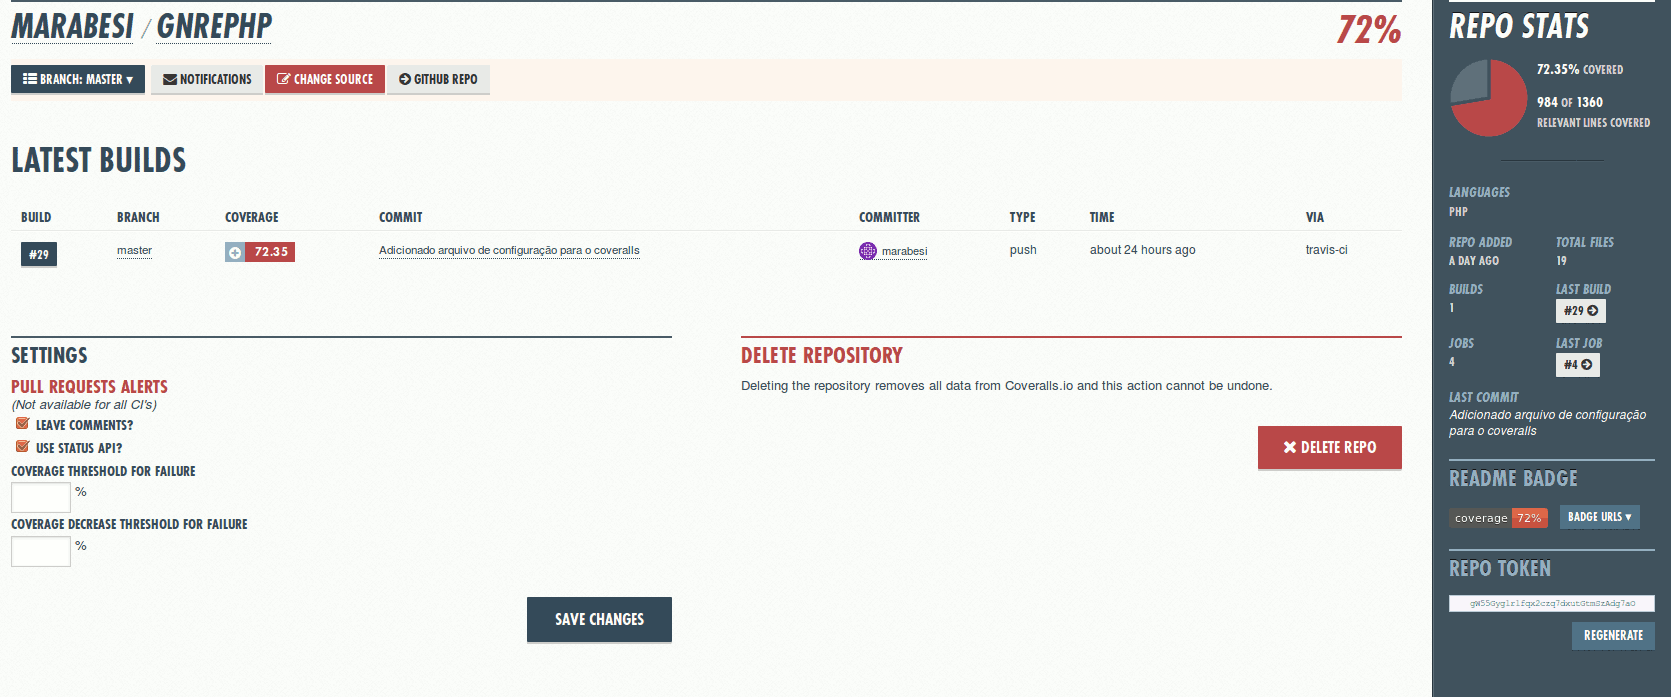 MARABESI / GNREPHP
72%
BRANCH: MASTER ▾
NOTIFICATIONS
CHANGE SOURCE
GITHUB REPO
LATEST BUILDS
BUILD BRANCH COVERAGE COMMIT COMMITTER TYPE TIME VIA
#29 master 72.35 Adicionado arquivo de configuração para o coveralls marabesi push about 24 hours ago travis-ci
SETTINGS
PULL REQUESTS ALERTS
(Not available for all CI's)
LEAVE COMMENTS?
USE STATUS API?
COVERAGE THRESHOLD FOR FAILURE
%
COVERAGE DECREASE THRESHOLD FOR FAILURE
%
SAVE CHANGES
DELETE REPOSITORY
Deleting the repository removes all data from Coveralls.io and this action cannot be undone.
DELETE REPO
REPO STATS
72.35% COVERED
984 OF 1360
RELEVANT LINES COVERED
LANGUAGES
PHP
REPO ADDED TOTAL FILES
A DAY AGO 19
BUILDS LAST BUILD
1 #29
JOBS LAST JOB
4 #4
LAST COMMIT
Adicionado arquivo de configuração
para o coveralls
README BADGE
coverage 72% BADGE URLS ▾
REPO TOKEN
REGENERATE